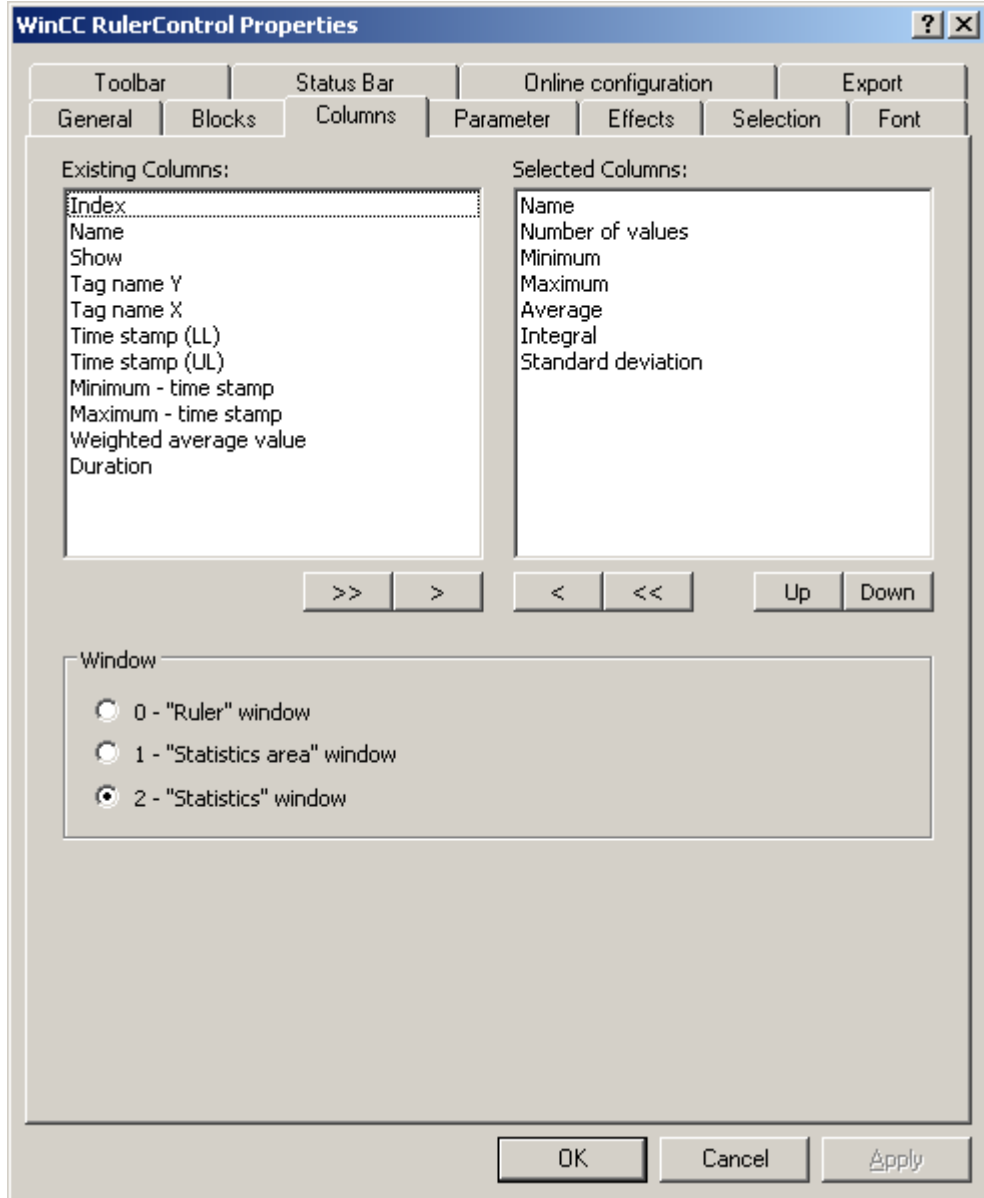 WinCC RulerControl Properties
Toolbar Status Bar Online configuration Export
General Blocks Columns Parameter Effects Selection Font
Existing Columns:
Index
Name
Show
Tag name Y
Tag name X
Time stamp (LL)
Time stamp (UL)
Minimum - time stamp
Maximum - time stamp
Weighted average value
Duration
Selected Columns:
Name
Number of values
Minimum
Maximum
Average
Integral
Standard deviation
>> > < << Up Down
Window
0 - "Ruler" window
1 - "Statistics area" window
2 - "Statistics" window
OK Cancel Apply